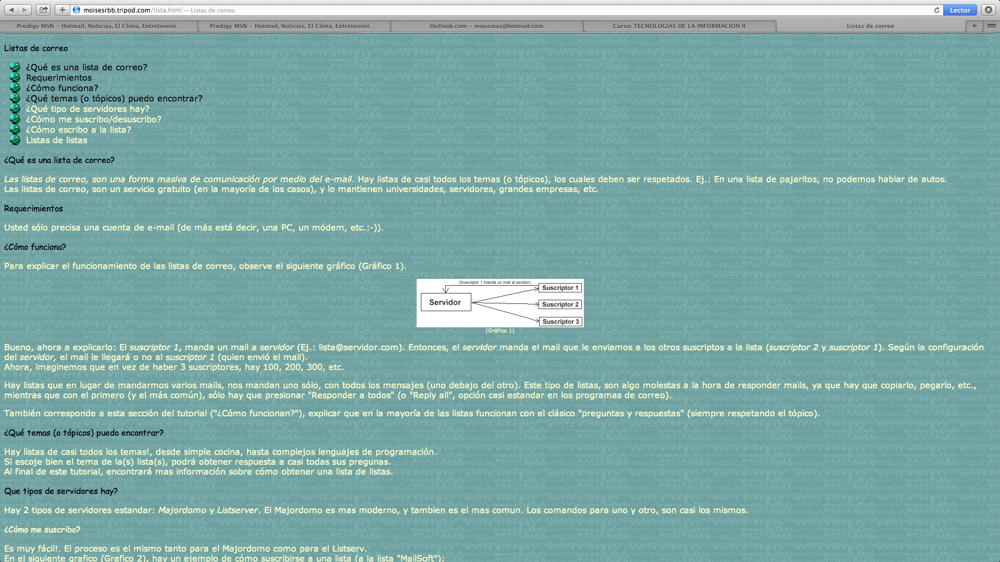 moisesrbb.tripod.com/lista.html — Listas de correo
Lector
Prodigy MSN – Hotmail, Noticias, El Clima, Entretenimi...
Prodigy MSN – Hotmail, Noticias, El Clima, Entretenimi...
Outlook.com – moyamas@hotmail.com
Curso: TECNOLOGIAS DE LA INFORMACION II
Listas de correo
Listas de correo
¿Qué es una lista de correo?
Requerimientos
¿Cómo funciona?
¿Qué temas (o tópicos) puedo encontrar?
¿Qué tipo de servidores hay?
¿Cómo me suscribo/desuscribo?
¿Cómo escribo a la lista?
Listas de listas
¿Qué es una lista de correo?
Las listas de correo, son una forma masiva de comunicación por medio del e-mail. Hay listas de casi todos los temas (o tópicos), los cuales deben ser respetados. Ej.: En una lista de pajaritos, no podemos hablar de autos.
Las listas de correo, son un servicio gratuito (en la mayoría de los casos), y lo mantienen universidades, servidores, grandes empresas, etc.
Requerimientos
Usted sólo precisa una cuenta de e-mail (de más está decir, una PC, un módem, etc.:-)).
¿Cómo funciona?
Para explicar el funcionamiento de las listas de correo, observe el siguiente gráfico (Gráfico 1).
(Suscriptor 1 manda un mail al sevidor)
Servidor
Suscriptor 1
Suscriptor 2
Suscriptor 3
(Gráfico 1)
Bueno, ahora a explicarlo: El suscriptor 1, manda un mail a servidor (Ej.: lista@servidor.com). Entonces, el servidor manda el mail que le enviamos a los otros suscriptos a la lista (suscriptor 2 y suscriptor 1). Según la configuración
del servidor, el mail le llegará o no al suscriptor 1 (quien envió el mail).
Ahora, imaginemos que en vez de haber 3 suscriptores, hay 100, 200, 300, etc.
Hay listas que en lugar de mandarmos varios mails, nos mandan uno sólo, con todos los mensajes (uno debajo del otro). Este tipo de listas, son algo molestas a la hora de responder mails, ya que hay que copiarlo, pegarlo, etc.,
mientras que con el primero (y el más común), sólo hay que presionar "Responder a todos" (o "Reply all", opción casi estandar en los programas de correo).
También corresponde a esta sección del tutorial ("¿Cómo funcionan?"), explicar que en la mayoría de las listas funcionan con el clásico "preguntas y respuestas" (siempre respetando el tópico).
¿Qué temas (o tópicos) puedo encontrar?
Hay listas de casi todos los temas!, desde simple cocina, hasta complejos lenguajes de programación.
Si escoje bien el tema de la(s) lista(s), podrá obtener respuesta a casi todas sus pregunas.
Al final de este tutorial, encontrará mas información sobre cómo obtener una lista de listas.
Que tipos de servidores hay?
Hay 2 tipos de servidores estandar: Majordomo y Listserver. El Majordomo es mas moderno, y tambien es el mas comun. Los comandos para uno y otro, son casi los mismos.
¿Cómo me suscribo?
Es muy fácil!. El proceso es el mismo tanto para el Majordomo como para el Listserv.
En el siguiente grafico (Grafico 2), hay un ejemplo de cómo suscribirse a una lista (a la lista "MailSoft"):